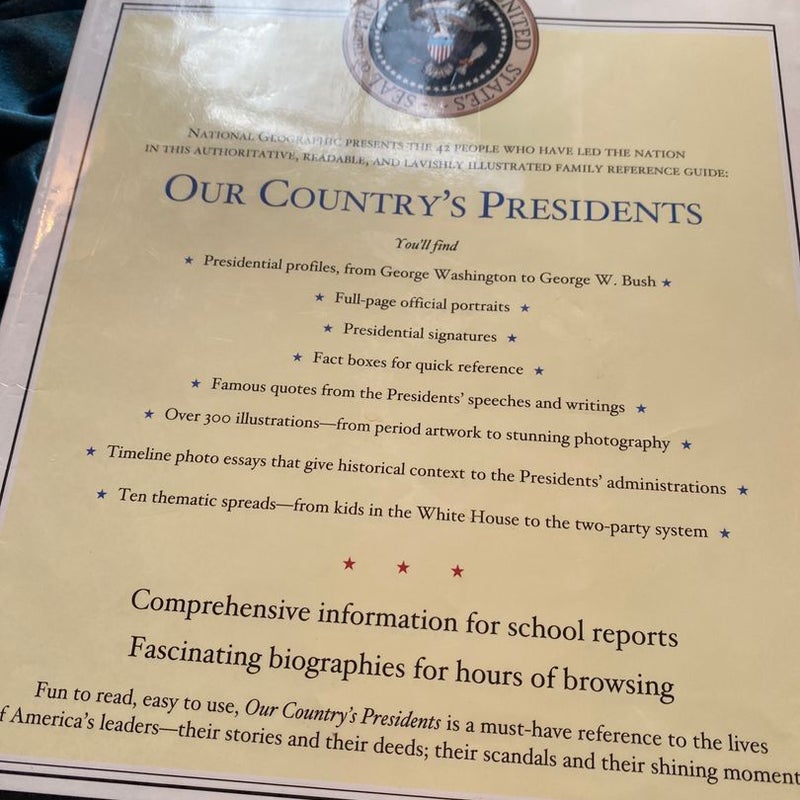 SEAL OF THE PR
UNITED STATES
NATIONAL GEOGRAPHIC PRESENTS THE 42 PEOPLE WHO HAVE LED THE NATION
IN THIS AUTHORITATIVE, READABLE, AND LAVISHLY ILLUSTRATED FAMILY REFERENCE GUIDE:
OUR COUNTRY'S PRESIDENTS
You'll find
★ Presidential profiles, from George Washington to George W. Bush ★
★ Full-page official portraits ★
★ Presidential signatures ★
★ Fact boxes for quick reference ★
★ Famous quotes from the Presidents' speeches and writings ★
★ Over 300 illustrations—from period artwork to stunning photography ★
★ Timeline photo essays that give historical context to the Presidents' administrations ★
★ Ten thematic spreads—from kids in the White House to the two-party system ★
★ ★ ★
Comprehensive information for school reports
Fascinating biographies for hours of browsing
Fun to read, easy to use, Our Country's Presidents is a must-have reference to the lives
f America's leaders—their stories and their deeds; their scandals and their shining moment